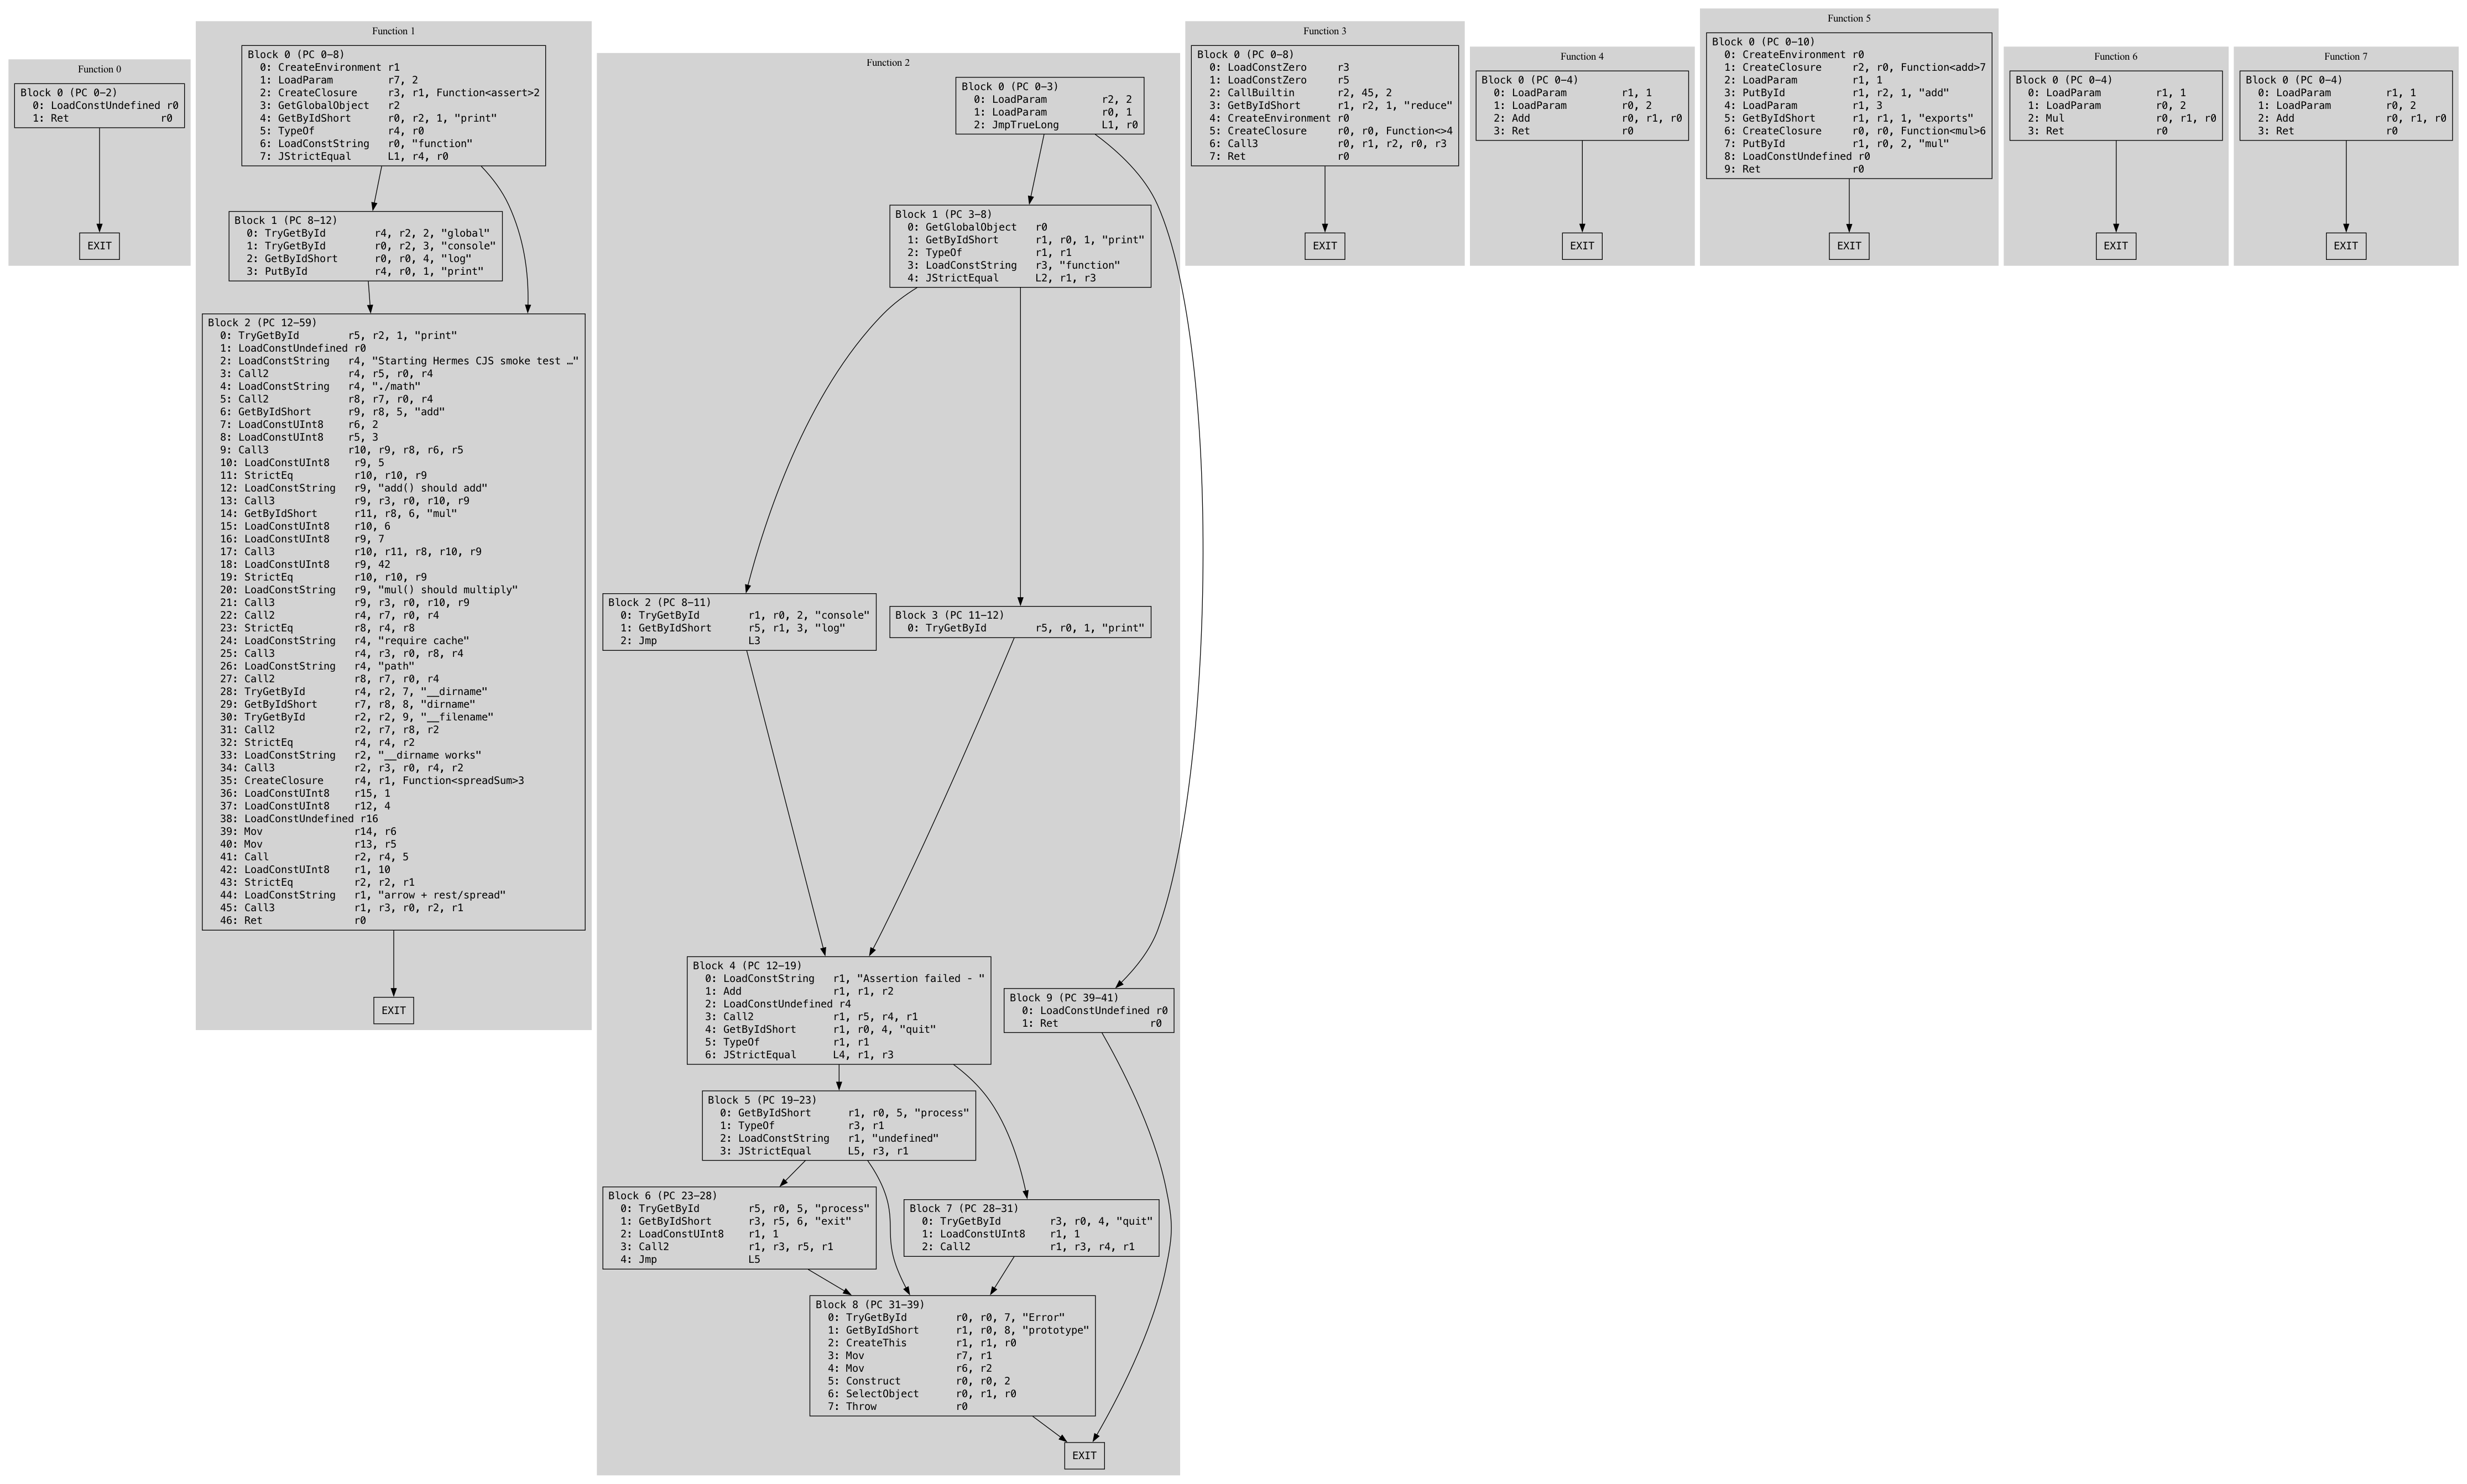 Function 0
Block 0 (PC 0-2)
0: LoadConstUndefined r0
1: Ret r0
EXIT
Function 1
Block 0 (PC 0-8)
0: CreateEnvironment r1
1: LoadParam r7, 2
2: CreateClosure r3, r1, Function<assert>2
3: GetGlobalObject r2
4: GetByIdShort r0, r2, 1, "print"
5: TypeOf r4, r0
6: LoadConstString r0, "function"
7: JStrictEqual L1, r4, r0
Block 1 (PC 8-12)
0: TryGetById r4, r2, 2, "global"
1: TryGetById r0, r2, 3, "console"
2: GetByIdShort r0, r0, 4, "log"
3: PutById r4, r0, 1, "print"
Block 2 (PC 12-59)
0: TryGetById r5, r2, 1, "print"
1: LoadConstUndefined r0
2: LoadConstString r4, "Starting Hermes CJS smoke test …"
3: Call2 r4, r5, r0, r4
4: LoadConstString r4, "./math"
5: Call2 r8, r7, r0, r4
6: GetByIdShort r9, r8, 5, "add"
7: LoadConstUInt8 r6, 2
8: LoadConstUInt8 r5, 3
9: Call3 r10, r9, r8, r6, r5
10: LoadConstUInt8 r9, 5
11: StrictEq r10, r10, r9
12: LoadConstString r9, "add() should add"
13: Call3 r9, r3, r0, r10, r9
14: GetByIdShort r11, r8, 6, "mul"
15: LoadConstUInt8 r10, 6
16: LoadConstUInt8 r9, 7
17: Call3 r10, r11, r8, r10, r9
18: LoadConstUInt8 r9, 42
19: StrictEq r10, r10, r9
20: LoadConstString r9, "mul() should multiply"
21: Call3 r9, r3, r0, r10, r9
22: Call2 r4, r7, r0, r4
23: StrictEq r8, r4, r8
24: LoadConstString r4, "require cache"
25: Call3 r4, r3, r0, r8, r4
26: LoadConstString r4, "path"
27: Call2 r8, r7, r0, r4
28: TryGetById r4, r2, 7, "__dirname"
29: GetByIdShort r7, r8, 8, "dirname"
30: TryGetById r2, r2, 9, "__filename"
31: Call2 r2, r7, r8, r2
32: StrictEq r4, r4, r2
33: LoadConstString r2, "__dirname works"
34: Call3 r2, r3, r0, r4, r2
35: CreateClosure r4, r1, Function<spreadSum>3
36: LoadConstUInt8 r15, 1
37: LoadConstUInt8 r12, 4
38: LoadConstUndefined r16
39: Mov r14, r6
40: Mov r13, r5
41: Call r2, r4, 5
42: LoadConstUInt8 r1, 10
43: StrictEq r2, r2, r1
44: LoadConstString r1, "arrow + rest/spread"
45: Call3 r1, r3, r0, r2, r1
46: Ret r0
EXIT
Function 2
Block 0 (PC 0-3)
0: LoadParam r2, 2
1: LoadParam r0, 1
2: JmpTrueLong L1, r0
Block 1 (PC 3-8)
0: GetGlobalObject r0
1: GetByIdShort r1, r0, 1, "print"
2: TypeOf r1, r1
3: LoadConstString r3, "function"
4: JStrictEqual L2, r1, r3
Block 2 (PC 8-11)
0: TryGetById r1, r0, 2, "console"
1: GetByIdShort r5, r1, 3, "log"
2: Jmp L3
Block 3 (PC 11-12)
0: TryGetById r5, r0, 1, "print"
Block 4 (PC 12-19)
0: LoadConstString r1, "Assertion failed - "
1: Add r1, r1, r2
2: LoadConstUndefined r4
3: Call2 r1, r5, r4, r1
4: GetByIdShort r1, r0, 4, "quit"
5: TypeOf r1, r1
6: JStrictEqual L4, r1, r3
Block 9 (PC 39-41)
0: LoadConstUndefined r0
1: Ret r0
Block 5 (PC 19-23)
0: GetByIdShort r1, r0, 5, "process"
1: TypeOf r3, r1
2: LoadConstString r1, "undefined"
3: JStrictEqual L5, r3, r1
Block 6 (PC 23-28)
0: TryGetById r5, r0, 5, "process"
1: GetByIdShort r3, r5, 6, "exit"
2: LoadConstUInt8 r1, 1
3: Call2 r1, r3, r5, r1
4: Jmp L5
Block 7 (PC 28-31)
0: TryGetById r3, r0, 4, "quit"
1: LoadConstUInt8 r1, 1
2: Call2 r1, r3, r4, r1
Block 8 (PC 31-39)
0: TryGetById r0, r0, 7, "Error"
1: GetByIdShort r1, r0, 8, "prototype"
2: CreateThis r1, r1, r0
3: Mov r7, r1
4: Mov r6, r2
5: Construct r0, r0, 2
6: SelectObject r0, r1, r0
7: Throw r0
EXIT
Function 3
Block 0 (PC 0-8)
0: LoadConstZero r3
1: LoadConstZero r5
2: CallBuiltin r2, 45, 2
3: GetByIdShort r1, r2, 1, "reduce"
4: CreateEnvironment r0
5: CreateClosure r0, r0, Function<>4
6: Call3 r0, r1, r2, r0, r3
7: Ret r0
EXIT
Function 4
Block 0 (PC 0-4)
0: LoadParam r1, 1
1: LoadParam r0, 2
2: Add r0, r1, r0
3: Ret r0
EXIT
Function 5
Block 0 (PC 0-10)
0: CreateEnvironment r0
1: CreateClosure r2, r0, Function<add>7
2: LoadParam r1, 1
3: PutById r1, r2, 1, "add"
4: LoadParam r1, 3
5: GetByIdShort r1, r1, 1, "exports"
6: CreateClosure r0, r0, Function<mul>6
7: PutById r1, r0, 2, "mul"
8: LoadConstUndefined r0
9: Ret r0
EXIT
Function 6
Block 0 (PC 0-4)
0: LoadParam r1, 1
1: LoadParam r0, 2
2: Mul r0, r1, r0
3: Ret r0
EXIT
Function 7
Block 0 (PC 0-4)
0: LoadParam r1, 1
1: LoadParam r0, 2
2: Add r0, r1, r0
3: Ret r0
EXIT